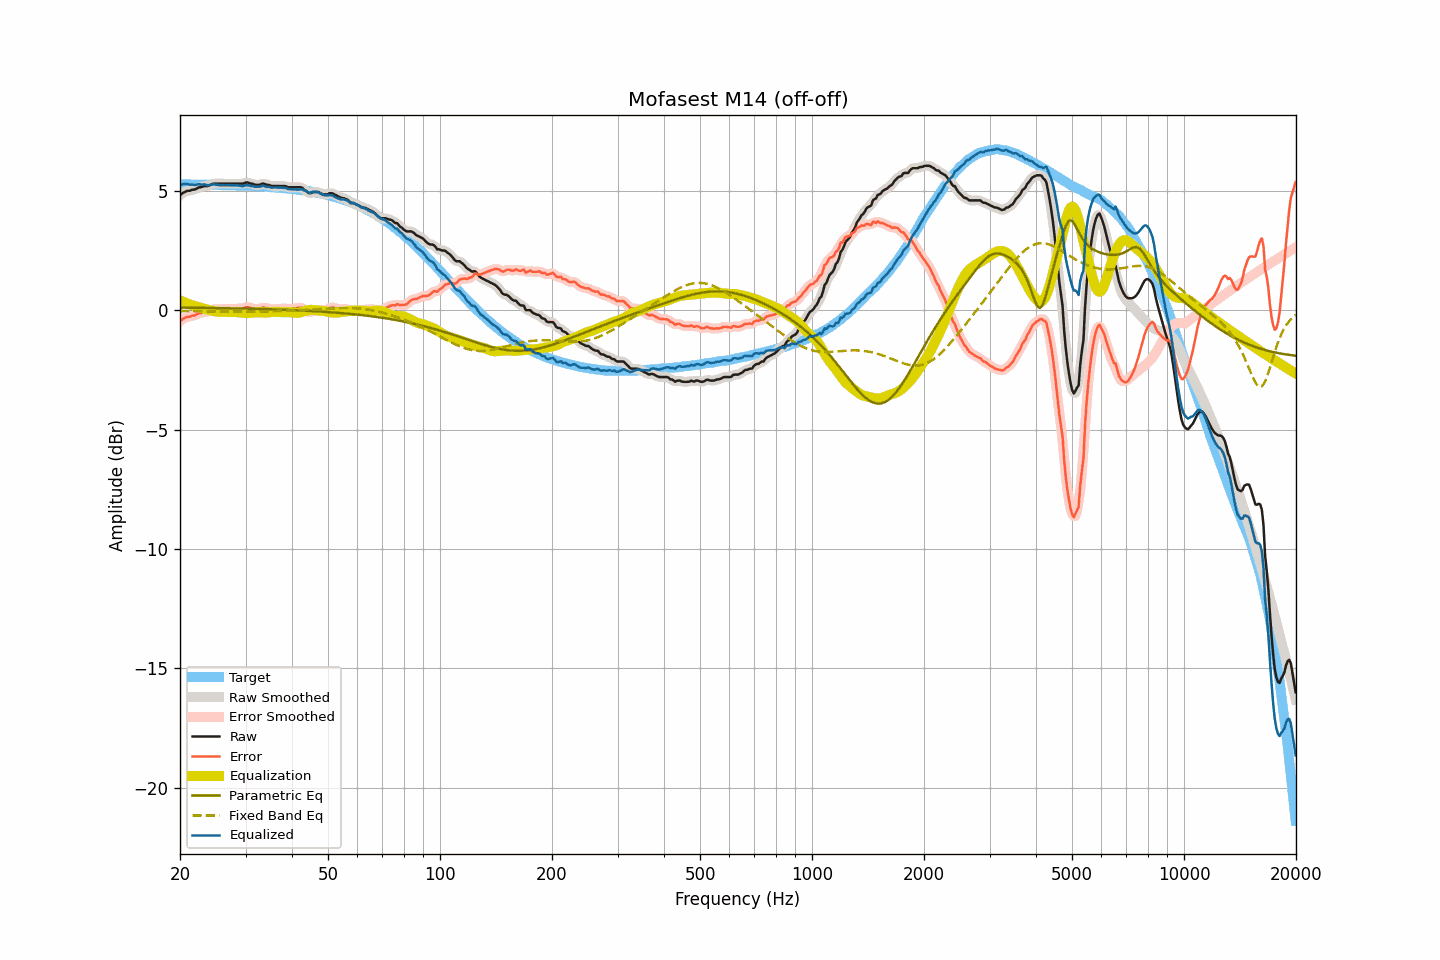 Mofasest M14 (off-off)
Amplitude (dBr)
5
0
−5
−10
−15
−20
Target
Raw Smoothed
Error Smoothed
Raw
Error
Equalization
Parametric Eq
Fixed Band Eq
Equalized
20 50 100 200 500 1000 2000 5000 10000 20000
Frequency (Hz)